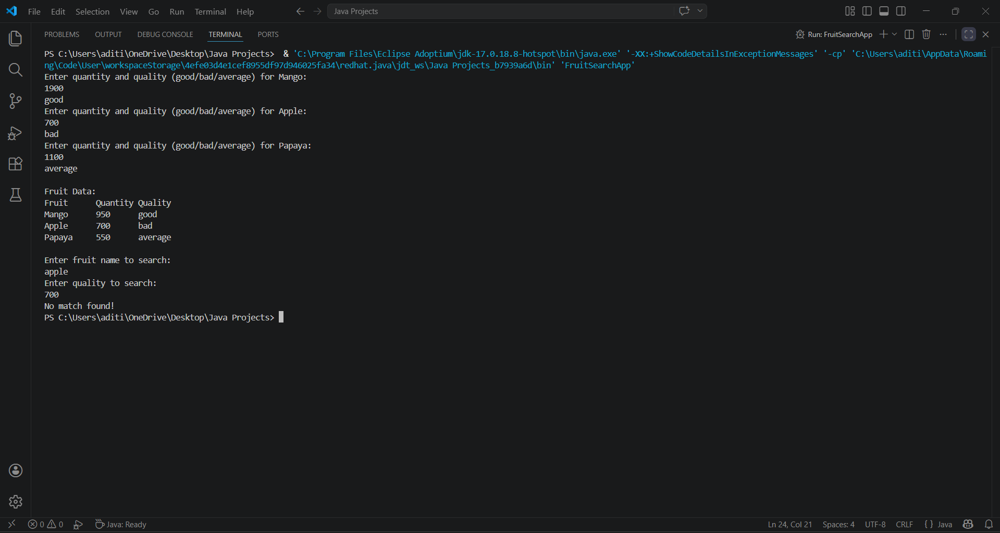 File Edit Selection View Go Run Terminal Help Java Projects
PROBLEMS OUTPUT DEBUG CONSOLE TERMINAL PORTS Run: FruitSearchApp
PS C:\Users\aditi\OneDrive\Desktop\Java Projects>  & 'C:\Program Files\Eclipse Adoptium\jdk-17.0.18.8-hotspot\bin\java.exe' '-XX:+ShowCodeDetailsInExceptionMessages' '-cp' 'C:\Users\aditi\AppData\Roami
ng\Code\User\workspaceStorage\4efe03d4e1cef8955df97d946025fa34\redhat.java\jdt_ws\Java Projects_b7939a6d\bin' 'FruitSearchApp'
Enter quantity and quality (good/bad/average) for Mango:
1900
good
Enter quantity and quality (good/bad/average) for Apple:
700
bad
Enter quantity and quality (good/bad/average) for Papaya:
1100
average
Fruit Data:
Fruit      Quantity Quality
Mango      950      good
Apple      700      bad
Papaya     550      average
Enter fruit name to search:
apple
Enter quality to search:
700
No match found!
PS C:\Users\aditi\OneDrive\Desktop\Java Projects>
0 0 Java: Ready Ln 24, Col 21 Spaces: 4 UTF-8 CRLF { } Java